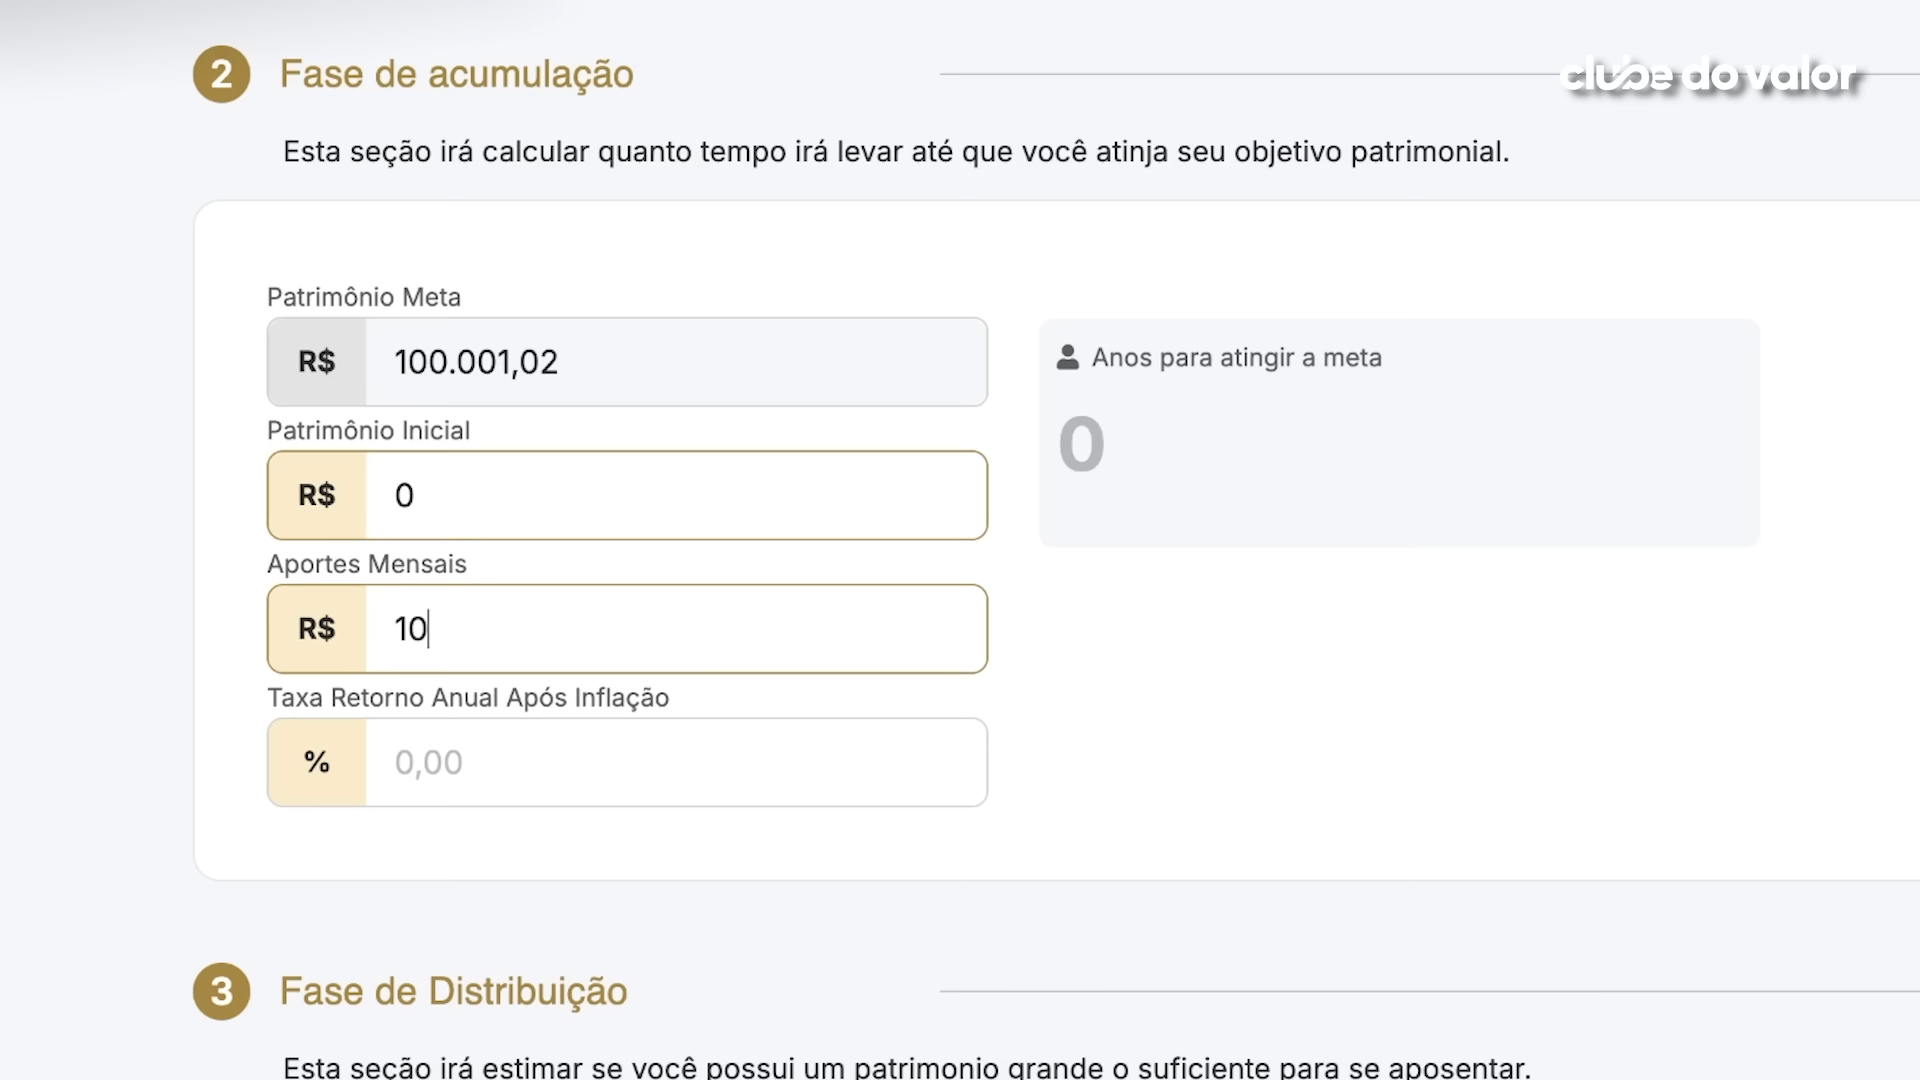 2 Fase de acumulação
clube do valor
Esta seção irá calcular quanto tempo irá levar até que você atinja seu objetivo patrimonial.
Patrimônio Meta
R$ 100.001,02
Anos para atingir a meta
0
Patrimônio Inicial
R$ 0
Aportes Mensais
R$ 10
Taxa Retorno Anual Após Inflação
% 0,00
3 Fase de Distribuição
Esta seção irá estimar se você possui um patrimonio grande o suficiente para se aposentar.